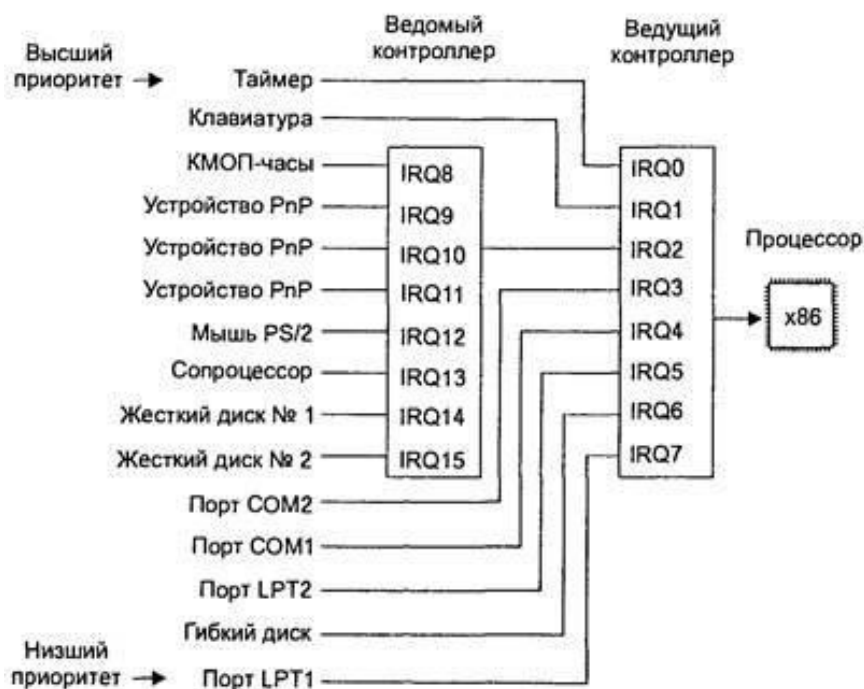 Ведомый
контроллер
Ведущий
контроллер
Высший
приоритет
Таймер
Клавиатура
КМОП-часы
IRQ8
IRQ0
Устройство PnP
IRQ9
IRQ1
Процессор
Устройство PnP
IRQ10
IRQ2
Устройство PnP
IRQ11
IRQ3
x86
Мышь PS/2
IRQ12
IRQ4
Сопроцессор
IRQ13
IRQ5
Жесткий диск № 1
IRQ14
IRQ6
Жесткий диск № 2
IRQ15
IRQ7
Порт COM2
Порт COM1
Порт LPT2
Гибкий диск
Низший
приоритет
Порт LPT1